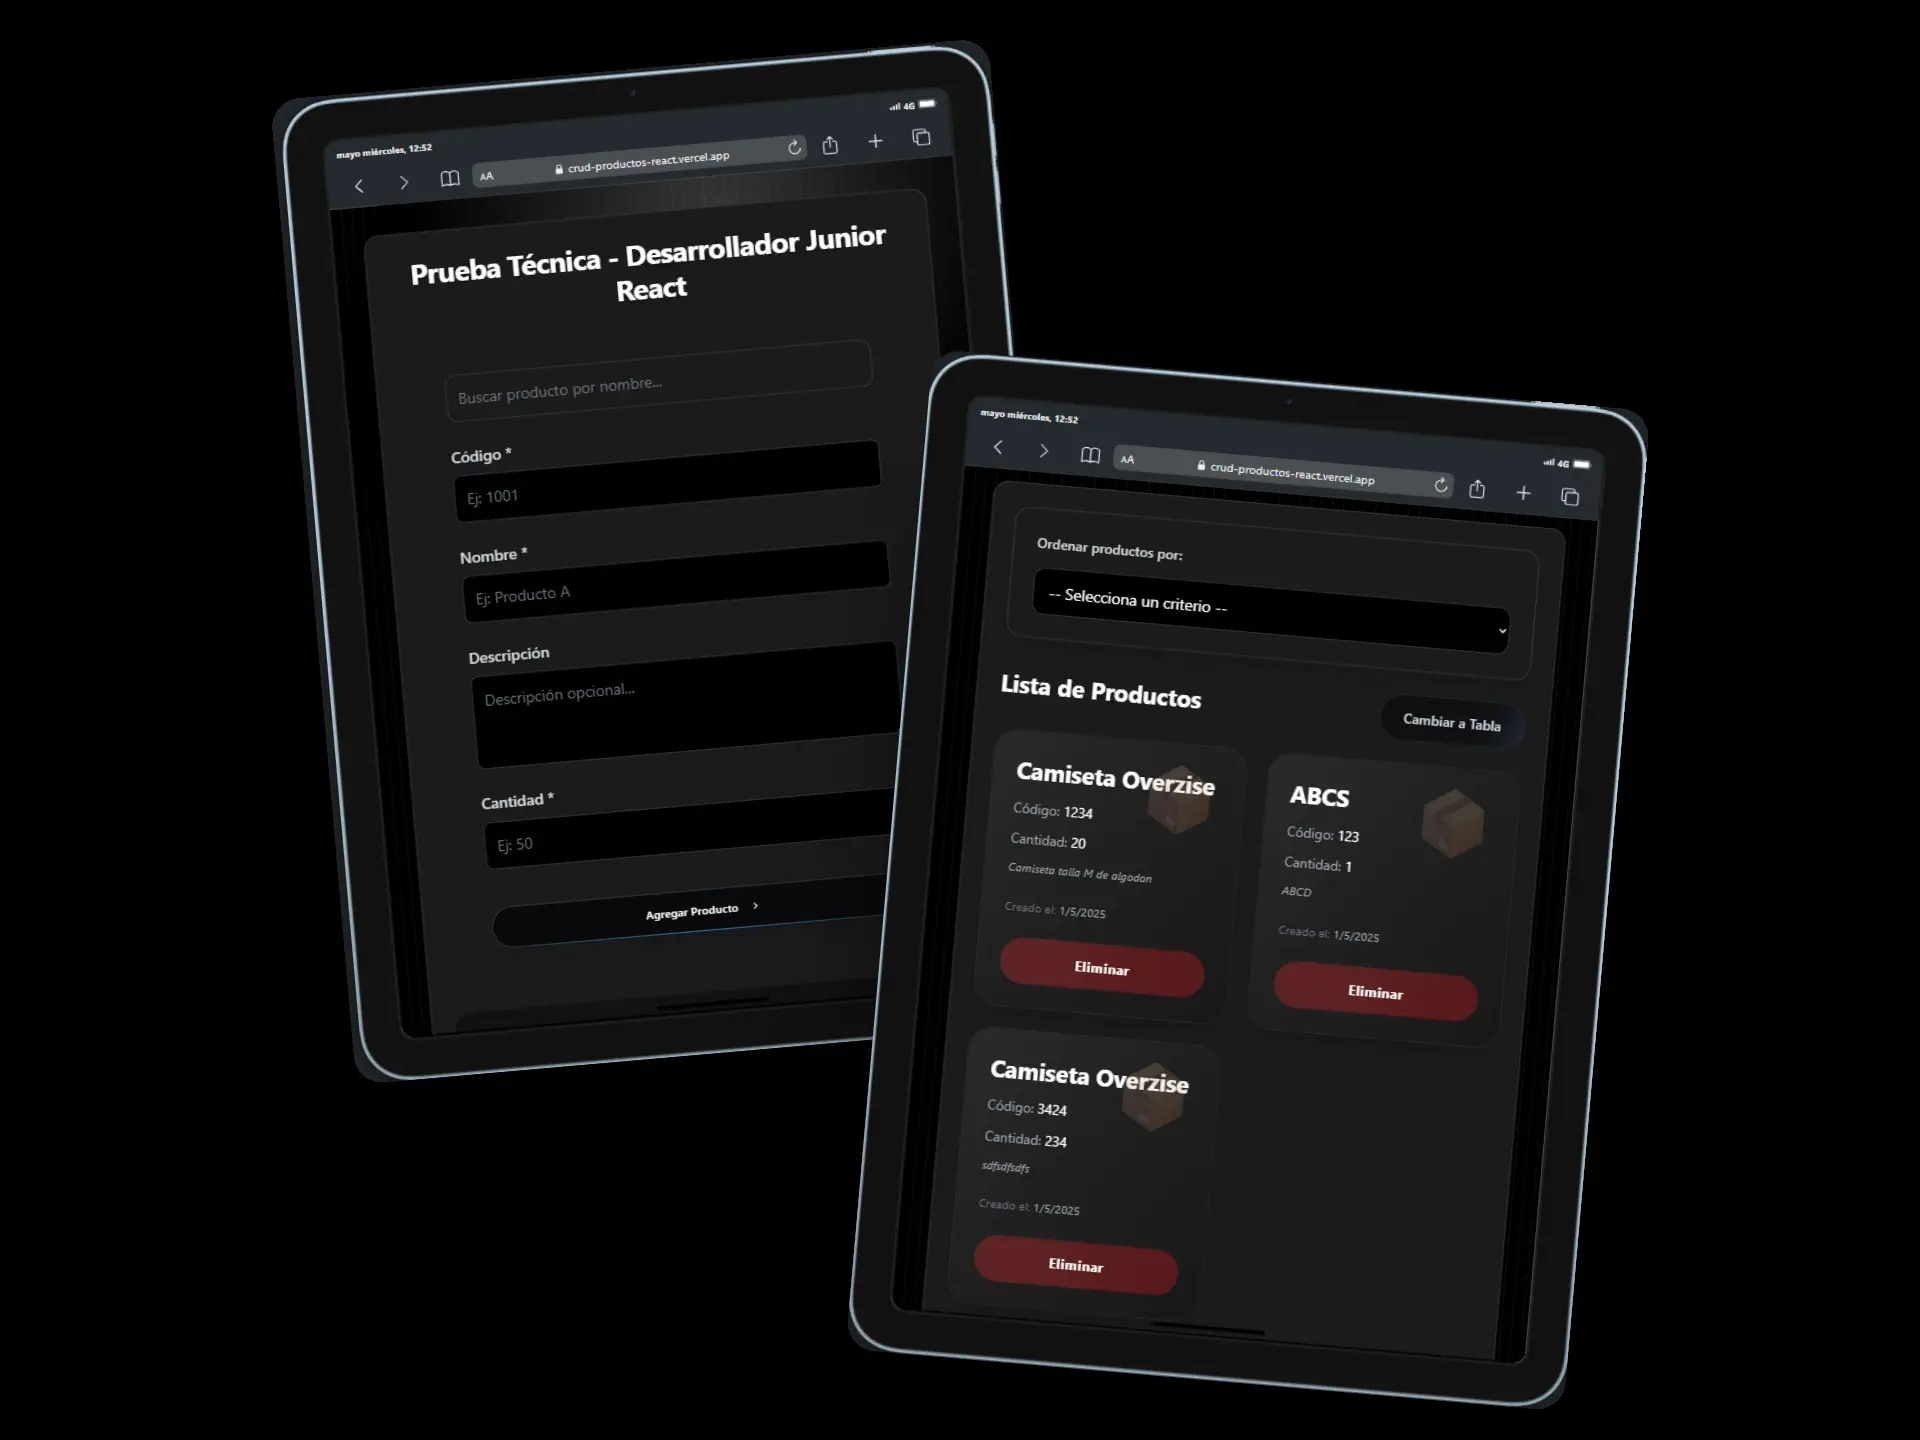 mayo miércoles, 12:52
4G
AA
crud-productos-react.vercel.app
Prueba Técnica - Desarrollador Junior
React
Buscar producto por nombre...
Código *
Ej: 1001
Nombre *
Ej: Producto A
Descripción
Descripción opcional...
Cantidad *
Ej: 50
Agregar Producto
mayo miércoles, 12:52
4G
AA
crud-productos-react.vercel.app
Ordenar productos por:
-- Selecciona un criterio --
Lista de Productos
Cambiar a Tabla
Camiseta Overzise
Código: 1234
Cantidad: 20
Camiseta talla M de algodon
Creado el: 1/5/2025
Eliminar
ABCS
Código: 123
Cantidad: 1
ABCD
Creado el: 1/5/2025
Eliminar
Camiseta Overzise
Código: 3424
Cantidad: 234
sdfsdfsdfs
Creado el: 1/5/2025
Eliminar